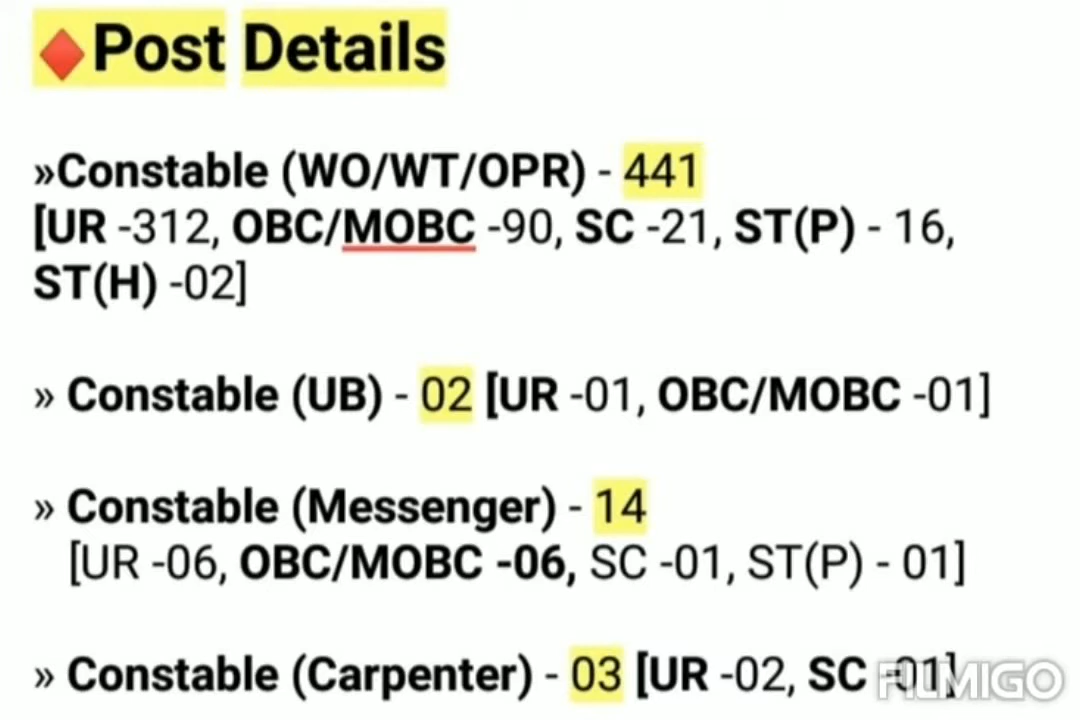 ♦Post Details
»Constable (WO/WT/OPR) - 441
[UR -312, OBC/MOBC -90, SC -21, ST(P) - 16,
ST(H) -02]
» Constable (UB) - 02 [UR -01, OBC/MOBC -01]
» Constable (Messenger) - 14
[UR -06, OBC/MOBC -06, SC -01, ST(P) - 01]
» Constable (Carpenter) - 03 [UR -02, SC -01]
FILMIGO